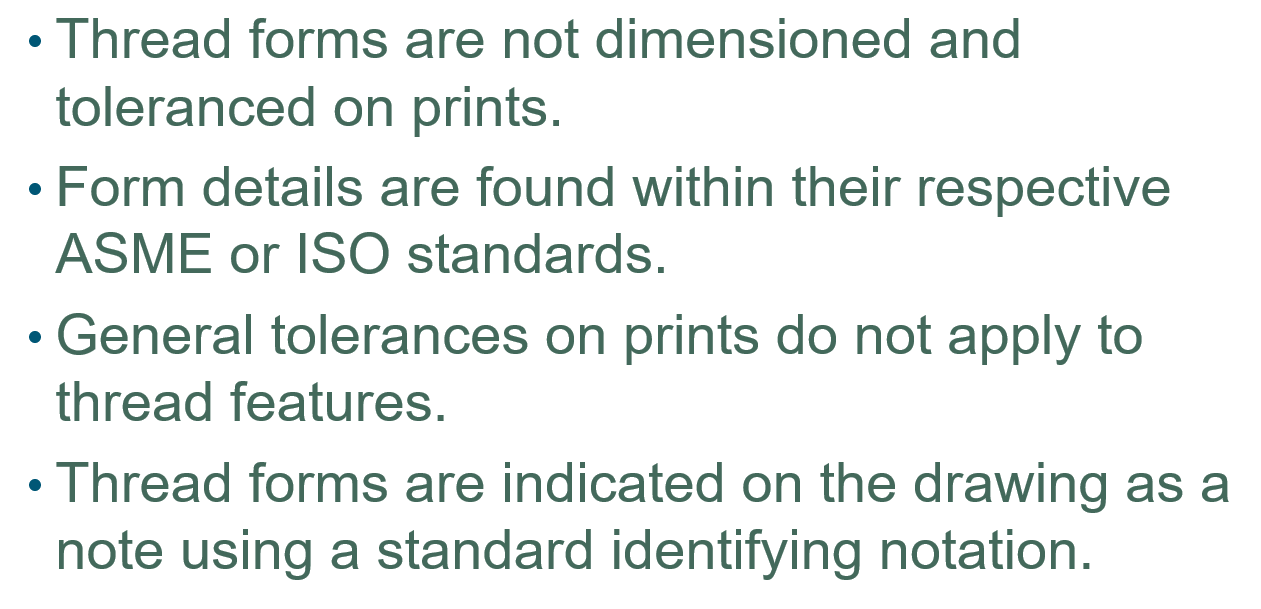 • Thread forms are not dimensioned and
toleranced on prints.
• Form details are found within their respective
ASME or ISO standards.
• General tolerances on prints do not apply to
thread features.
• Thread forms are indicated on the drawing as a
note using a standard identifying notation.